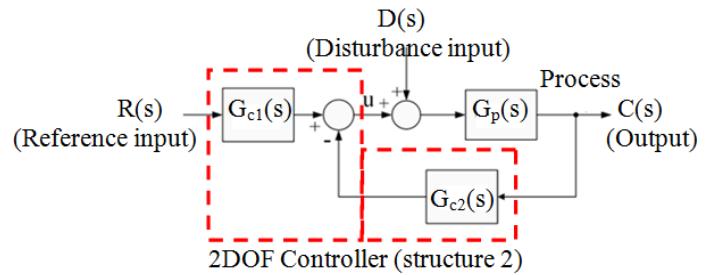 D(s)
(Disturbance input)
Process
R(s)
(Reference input)
Gc1(s)
+
-
u
+
+
Gp(s)
C(s)
(Output)
Gc2(s)
2DOF Controller (structure 2)